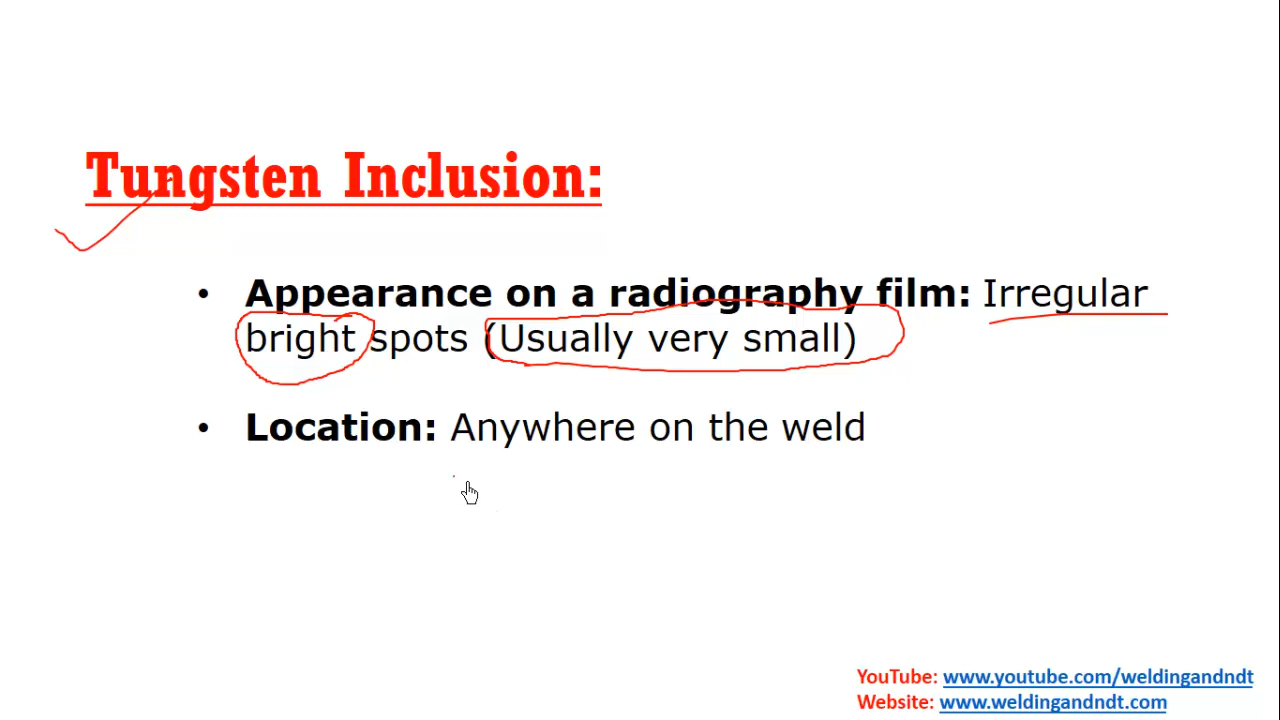 Tungsten Inclusion:
• Appearance on a radiography film: Irregular
bright spots (Usually very small)
• Location: Anywhere on the weld
YouTube: www.youtube.com/weldingandndt
Website: www.weldingandndt.com